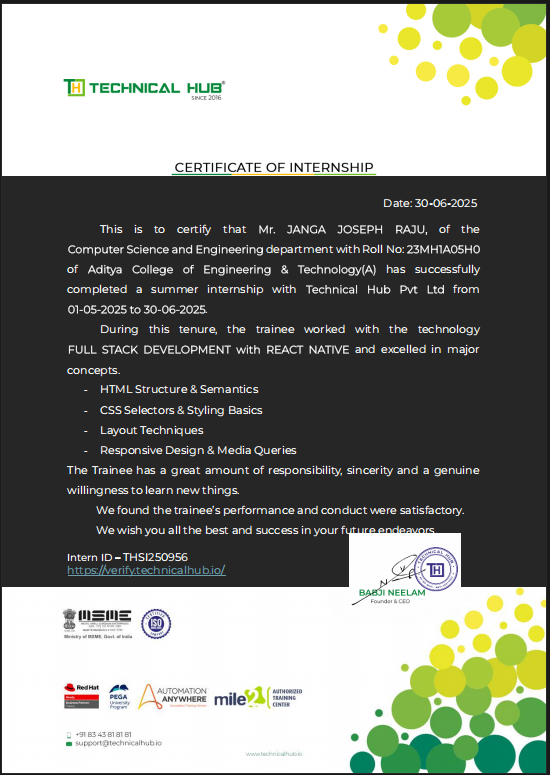 TH TECHNICAL HUB®
SINCE 2016
CERTIFICATE OF INTERNSHIP
Date: 30-06-2025
This is to certify that Mr. JANGA JOSEPH RAJU, of the
Computer Science and Engineering department with Roll No: 23MH1A05H0
of Aditya College of Engineering & Technology(A) has successfully
completed a summer internship with Technical Hub Pvt Ltd from
01-05-2025 to 30-06-2025.
During this tenure, the trainee worked with the technology
FULL STACK DEVELOPMENT with REACT NATIVE and excelled in major
concepts.
- HTML Structure & Semantics
- CSS Selectors & Styling Basics
- Layout Techniques
- Responsive Design & Media Queries
The Trainee has a great amount of responsibility, sincerity and a genuine
willingness to learn new things.
We found the trainee's performance and conduct were satisfactory.
We wish you all the best and success in your future endeavors.
Intern ID – THSI250956
https://verify.technicalhub.io/
TECHNICAL HUB
TH
BABJI NEELAM
Founder & CEO
MSME
Ministry of MSME, Govt. of India
ISO
Red Hat
PEGA
University
Program
AUTOMATION
ANYWHERE
mile2
AUTHORIZED
TRAINING
CENTER
+91 83 43 81 81 81
support@technicalhub.io
www.technicalhub.io